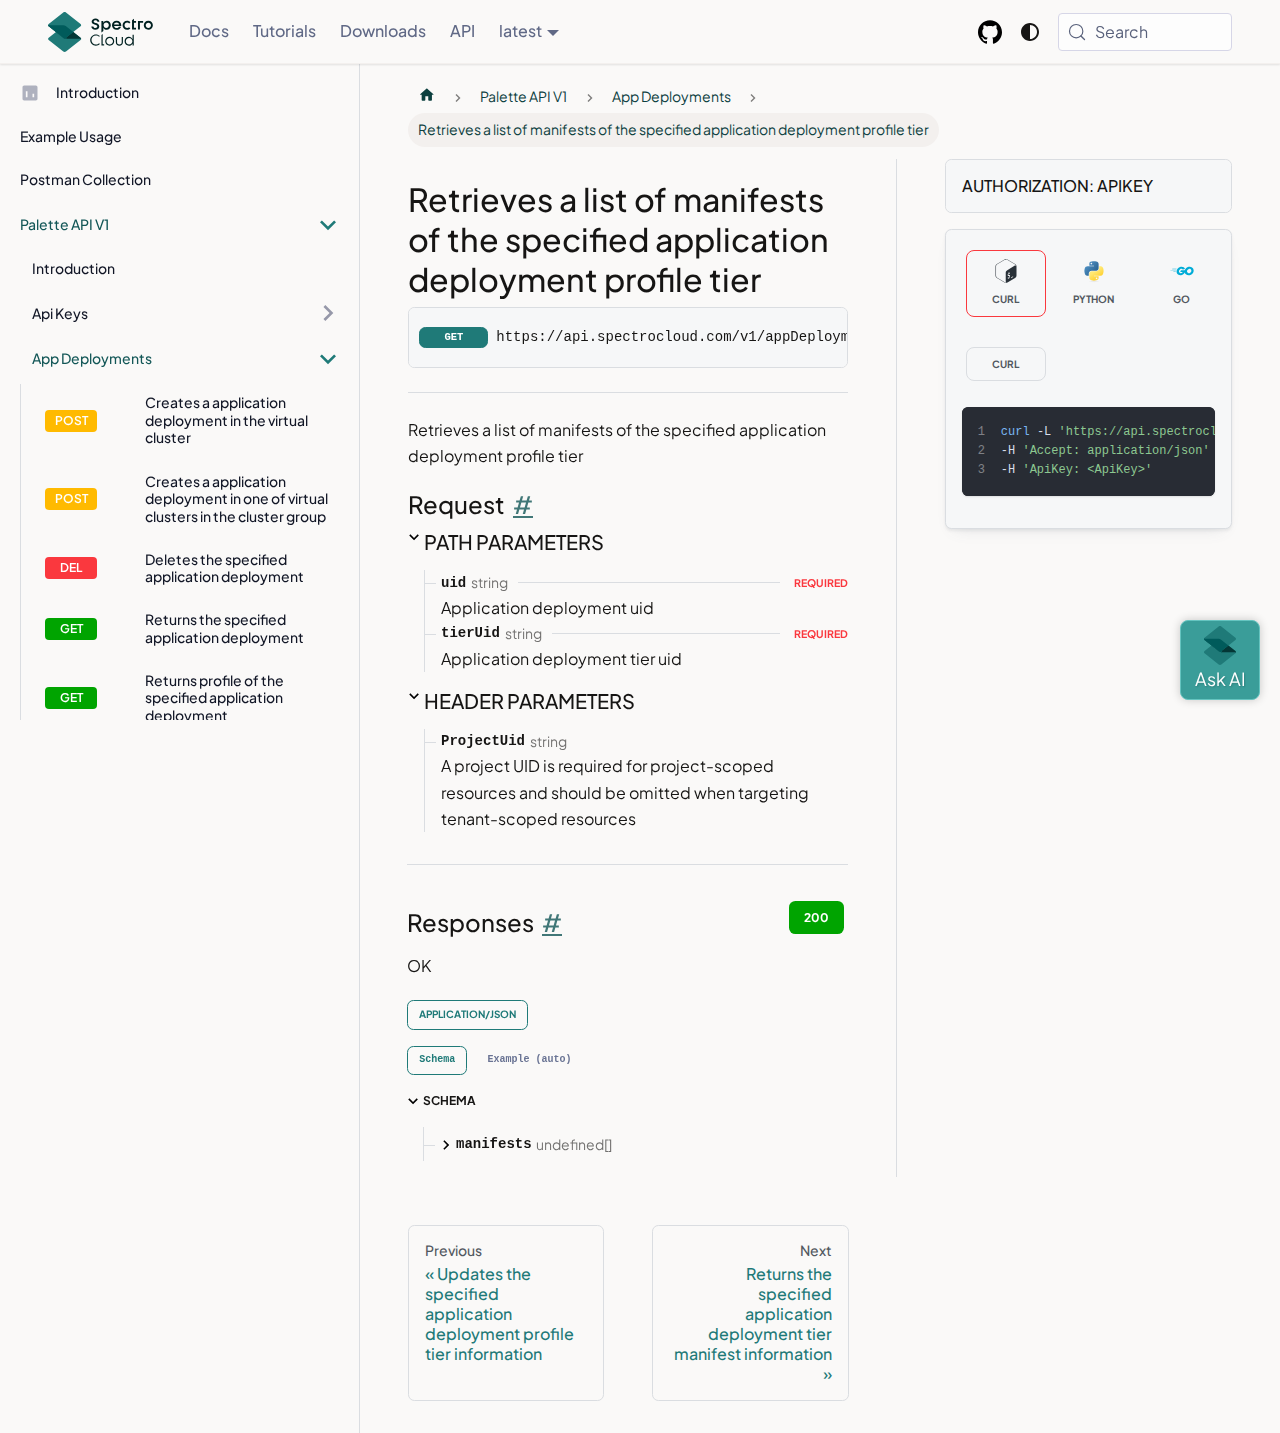 Spectro
Cloud
Docs
Tutorials
Downloads
API
latest
Search
Introduction
Example Usage
Postman Collection
Palette API V1
Introduction
Api Keys
App Deployments
POST
Creates a application
deployment in the virtual
cluster
POST
Creates a application
deployment in one of virtual
clusters in the cluster group
DEL
Deletes the specified
application deployment
GET
Returns the specified
application deployment
GET
Returns profile of the
specified application
deployment
Palette API V1
App Deployments
Retrieves a list of manifests of the specified application deployment profile tier
Retrieves a list of manifests
of the specified application
deployment profile tier
GET
https://api.spectrocloud.com/v1/appDeploym
Retrieves a list of manifests of the specified application
deployment profile tier
Request #
PATH PARAMETERS
uid string
REQUIRED
Application deployment uid
tierUid string
REQUIRED
Application deployment tier uid
HEADER PARAMETERS
ProjectUid string
A project UID is required for project-scoped
resources and should be omitted when targeting
tenant-scoped resources
Responses #
200
OK
APPLICATION/JSON
Schema
Example (auto)
SCHEMA
manifests undefined[]
Previous
« Updates the
specified
application
deployment profile
tier information
Next
Returns the
specified
application
deployment tier
manifest information
»
AUTHORIZATION: APIKEY
CURL
PYTHON
GO
GO
CURL
1 curl -L 'https://api.spectrocl
2 -H 'Accept: application/json'
3 -H 'ApiKey: <ApiKey>'
Ask AI